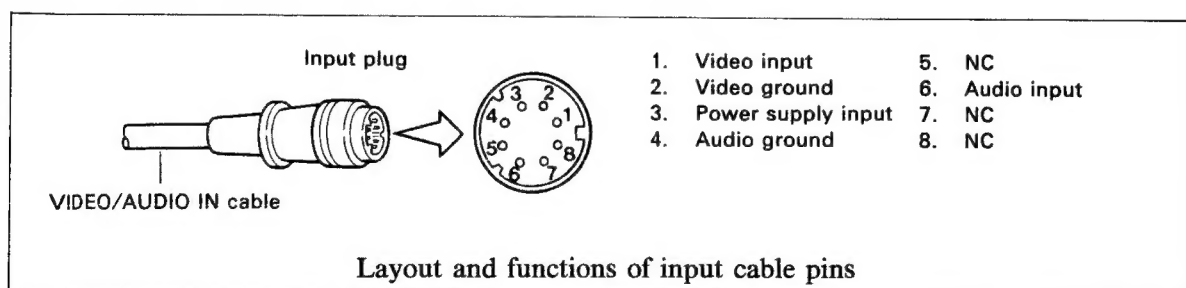 Input plug
3 2
4 1
5 8
6 7
VIDEO/AUDIO IN cable
1. Video input 5. NC
2. Video ground 6. Audio input
3. Power supply input 7. NC
4. Audio ground 8. NC
Layout and functions of input cable pins